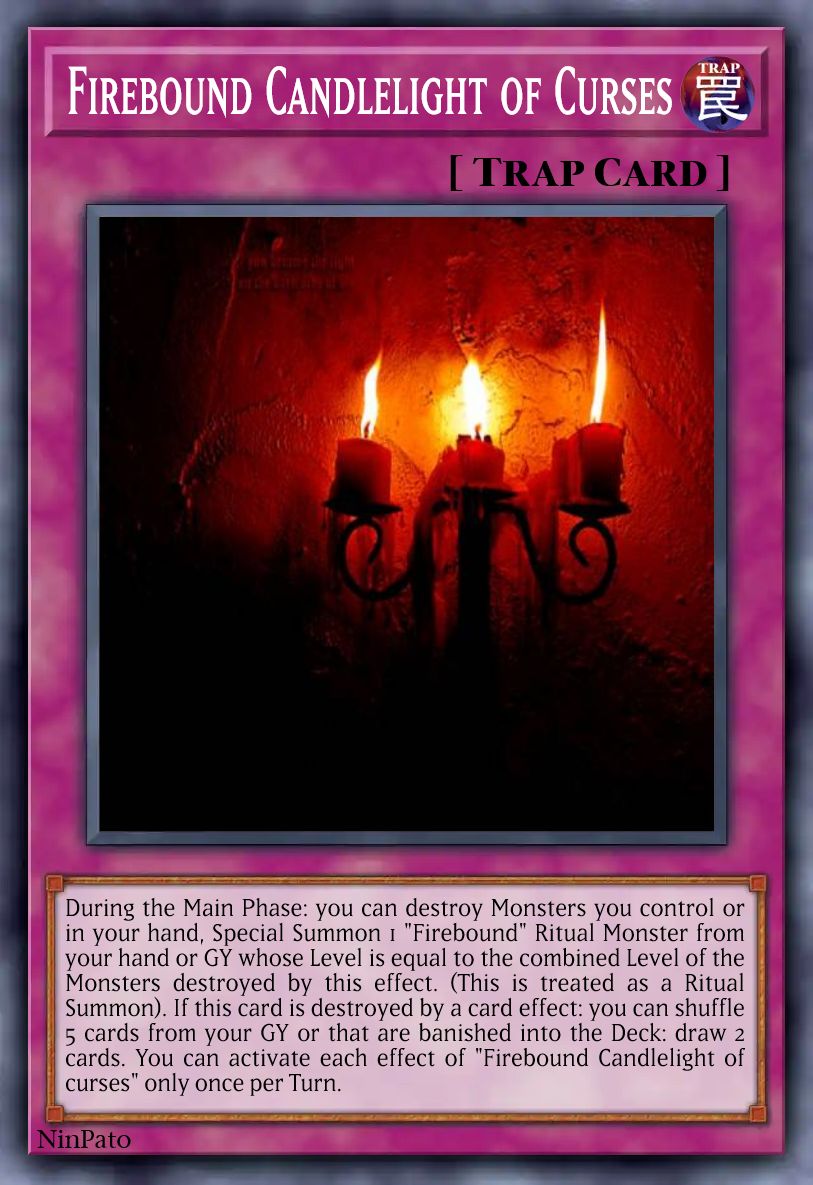 Firebound Candlelight of Curses
TRAP
罠
[ Trap Card ]
During the Main Phase: you can destroy Monsters you control or
in your hand, Special Summon 1 "Firebound" Ritual Monster from
your hand or GY whose Level is equal to the combined Level of the
Monsters destroyed by this effect. (This is treated as a Ritual
Summon). If this card is destroyed by a card effect: you can shuffle
5 cards from your GY or that are banished into the Deck: draw 2
cards. You can activate each effect of "Firebound Candlelight of
curses" only once per Turn.
NinPato